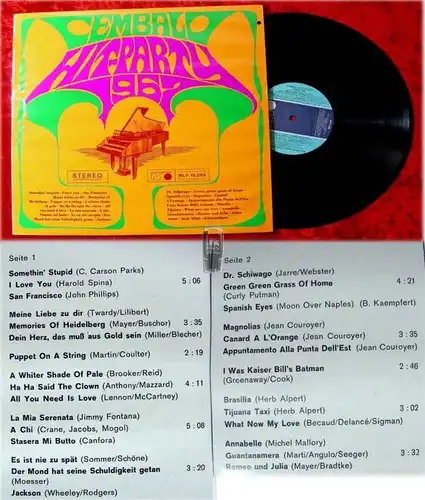 CEMBALO
HIT-PARTY
1967
STEREO
MLP 15.295
Seite 1
Somethin' Stupid (C. Carson Parks)
I Love You (Harold Spina) 5:06
San Francisco (John Phillips)
Meine Liebe zu dir (Twardy/Lilibert)
Memories Of Heidelberg (Mayer/Buschor) 3:35
Dein Herz, das muß aus Gold sein (Miller/Blecher)
Puppet On A String (Martin/Coulter) 2:19
A Whiter Shade Of Pale (Brooker/Reid)
Ha Ha Said The Clown (Anthony/Mazzard) 4:11
All You Need Is Love (Lennon/McCartney)
La Mia Serenata (Jimmy Fontana)
A Chi (Crane, Jacobs, Mogol) 5:08
Stasera Mi Butto (Canfora)
Es ist nie zu spät (Sommer/Schöne)
Der Mond hat seine Schuldigkeit getan 3:20
(Moesser)
Jackson (Wheeley/Rodgers)
Seite 2
Dr. Schiwago (Jarre/Webster)
Green Green Grass Of Home 4:21
(Curly Putman)
Spanish Eyes (Moon Over Naples) (B. Kaempfert)
Magnolias (Jean Couroyer)
Canard A L'Orange (Jean Couroyer) 3:35
Appuntamento Alla Punta Dell'Est (Jean Couroyer)
I Was Kaiser Bill's Batman 2:46
(Greenaway/Cook)
Brasilia (Herb Alpert)
Tijuana Taxi (Herb Alpert) 3:02
What Now My Love (Becaud/Delancé/Sigman)
Annabelle (Michel Mallory)
Guantanamera (Marti/Angulo/Seeger) 3:32
Romeo und Julia (Mayer/Bradtke)